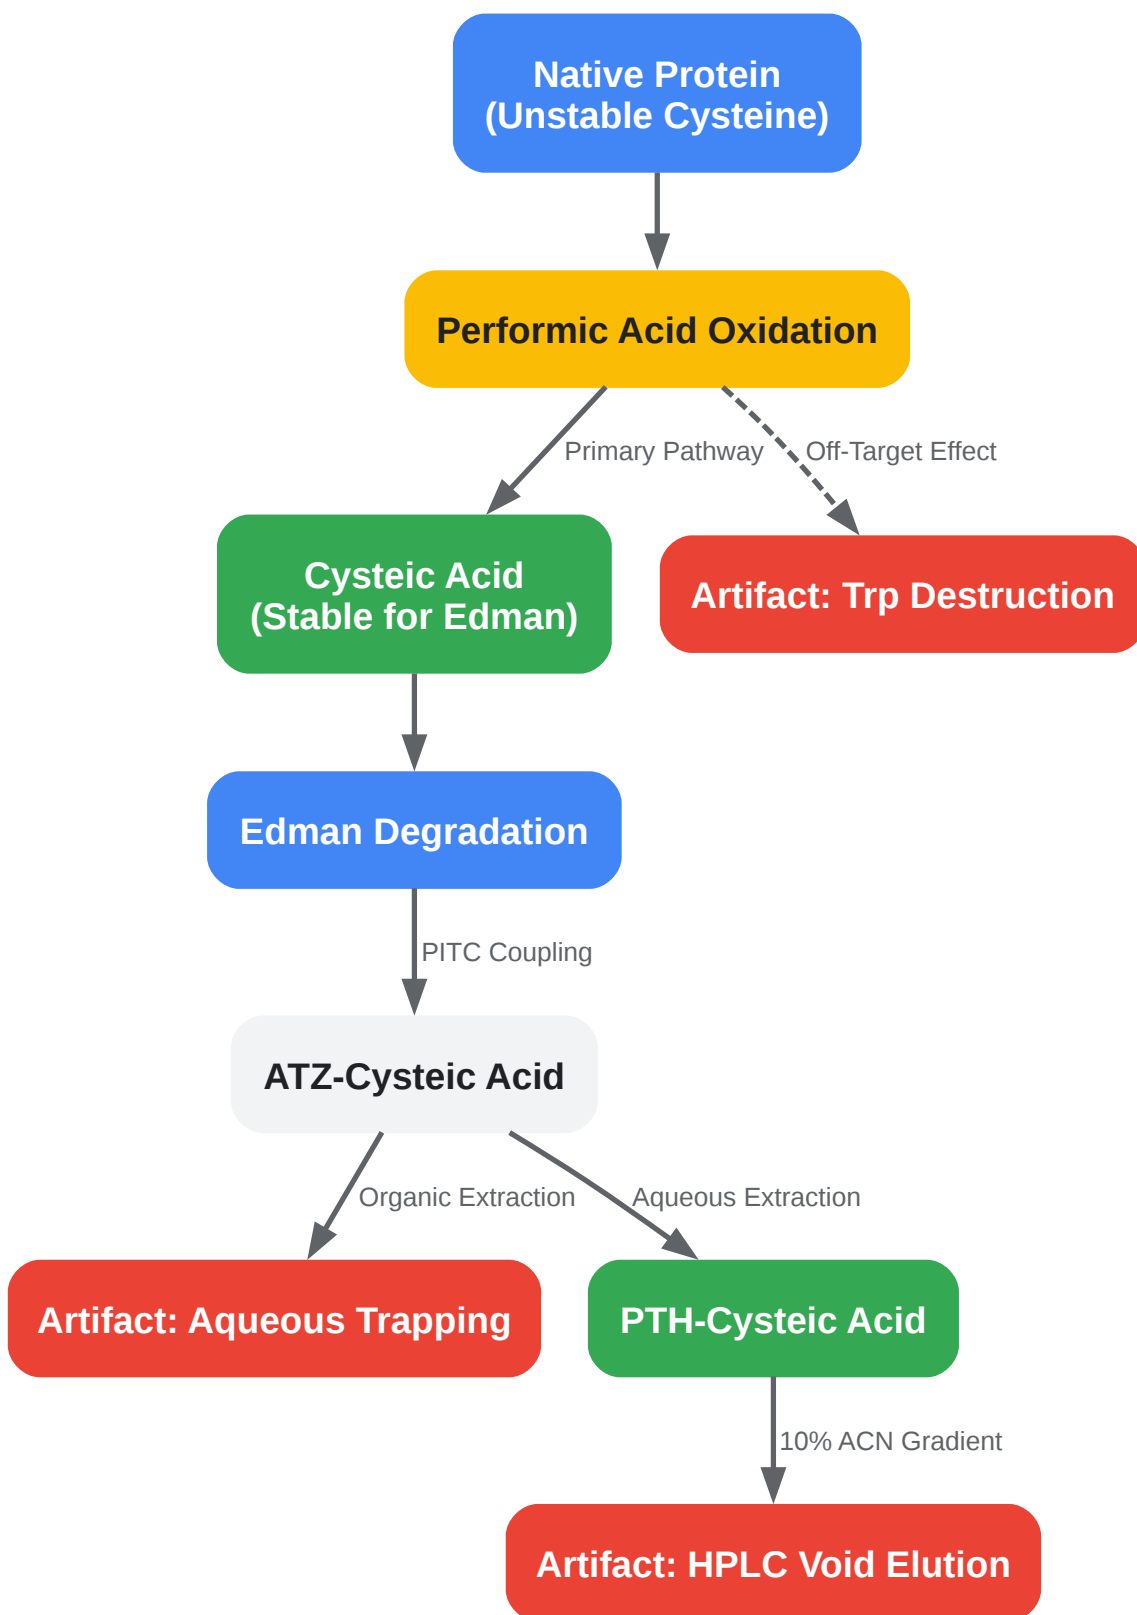 Native Protein
(Unstable Cysteine)
Performic Acid Oxidation
Primary Pathway
Off-Target Effect
Cysteic Acid
(Stable for Edman)
Artifact: Trp Destruction
Edman Degradation
PITC Coupling
ATZ-Cysteic Acid
Organic Extraction
Aqueous Extraction
Artifact: Aqueous Trapping
PTH-Cysteic Acid
10% ACN Gradient
Artifact: HPLC Void Elution